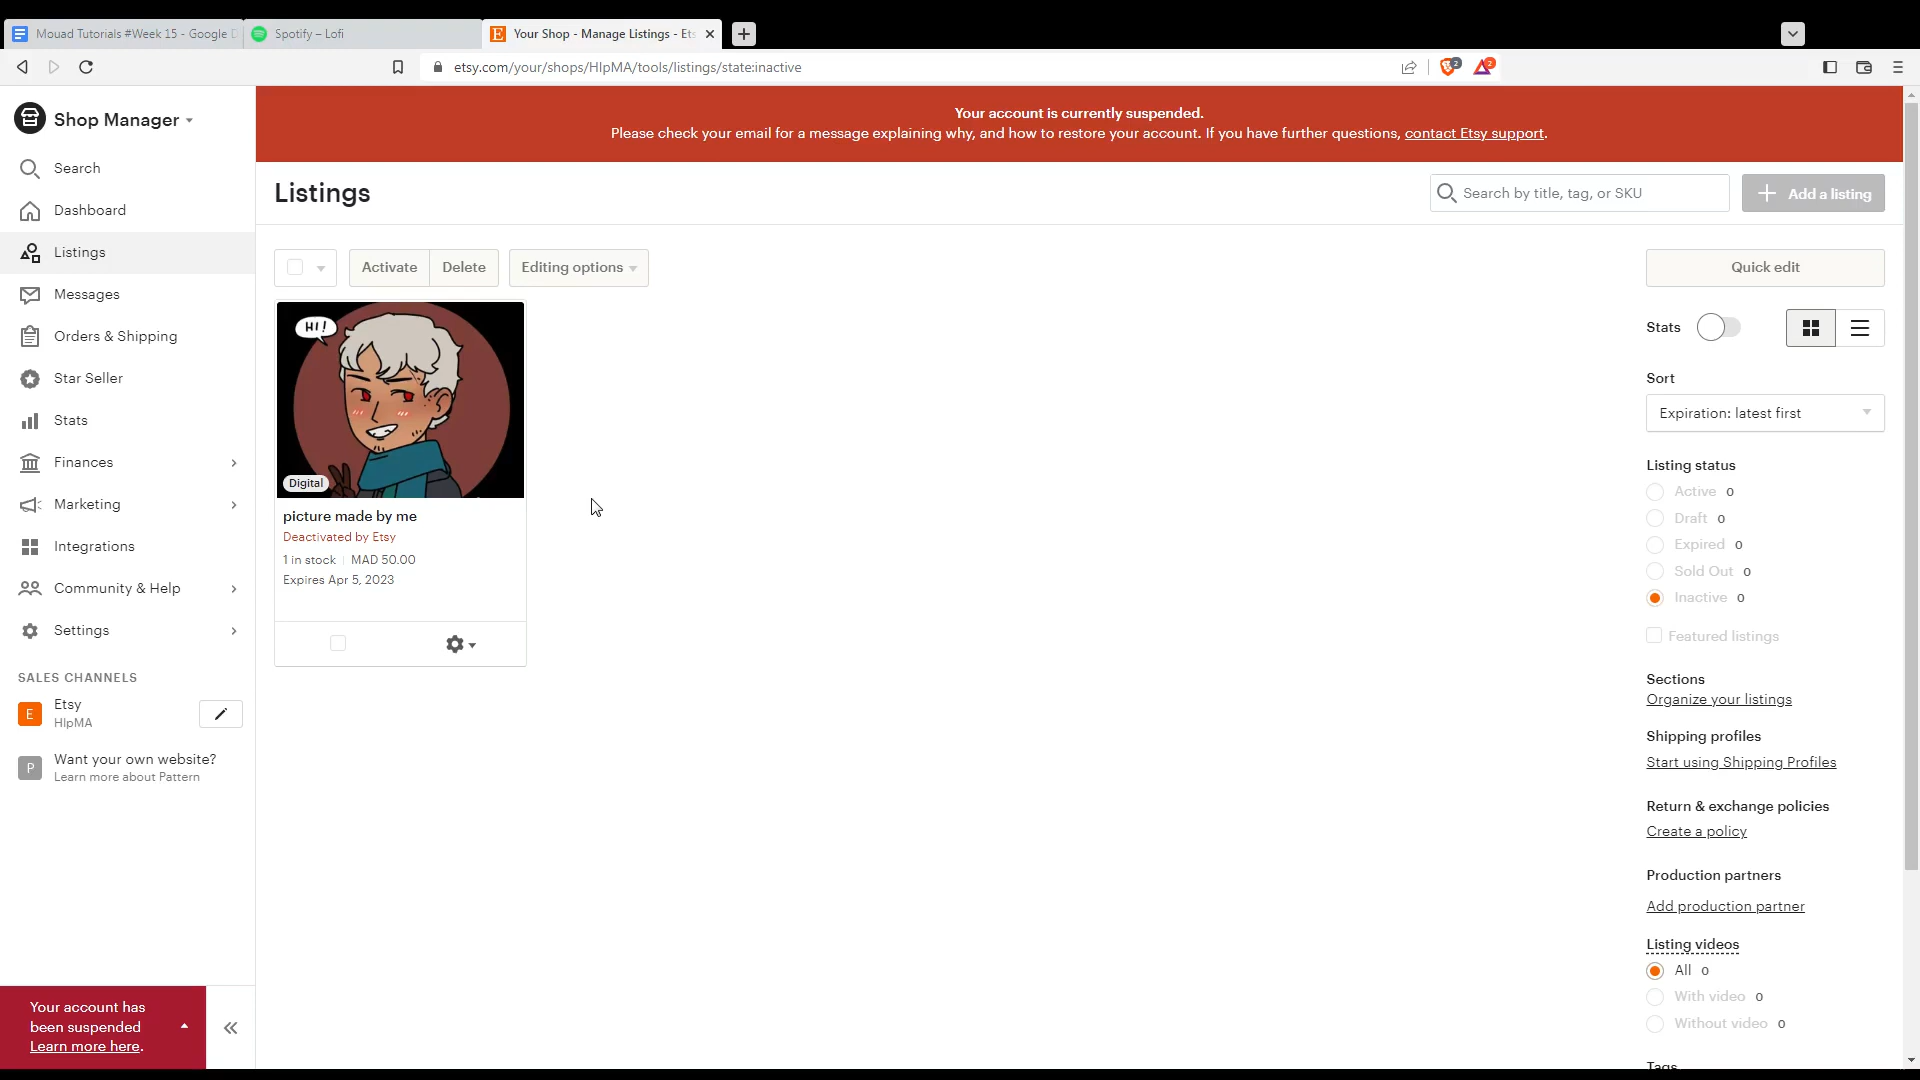 Mouad Tutorials #Week 15 - Google
Spotify – Lofi
Your Shop - Manage Listings - Ets
etsy.com/your/shops/HlpMA/tools/listings/state:inactive
2
2
Shop Manager
Search
Dashboard
Listings
Messages
Orders & Shipping
Star Seller
Stats
Finances
Marketing
Integrations
Community & Help
Settings
SALES CHANNELS
E
Etsy
HlpMA
P
Want your own website?
Learn more about Pattern
Your account has
been suspended
Learn more here.
Your account is currently suspended.
Please check your email for a message explaining why, and how to restore your account. If you have further questions, contact Etsy support.
Listings
Search by title, tag, or SKU
Add a listing
Activate
Delete
Editing options
HI!
Digital
picture made by me
Deactivated by Etsy
1 in stock | MAD 50.00
Expires Apr 5, 2023
Quick edit
Stats
Sort
Expiration: latest first
Listing status
Active 0
Draft 0
Expired 0
Sold Out 0
Inactive 0
Featured listings
Sections
Organize your listings
Shipping profiles
Start using Shipping Profiles
Return & exchange policies
Create a policy
Production partners
Add production partner
Listing videos
All 0
With video 0
Without video 0
Tags